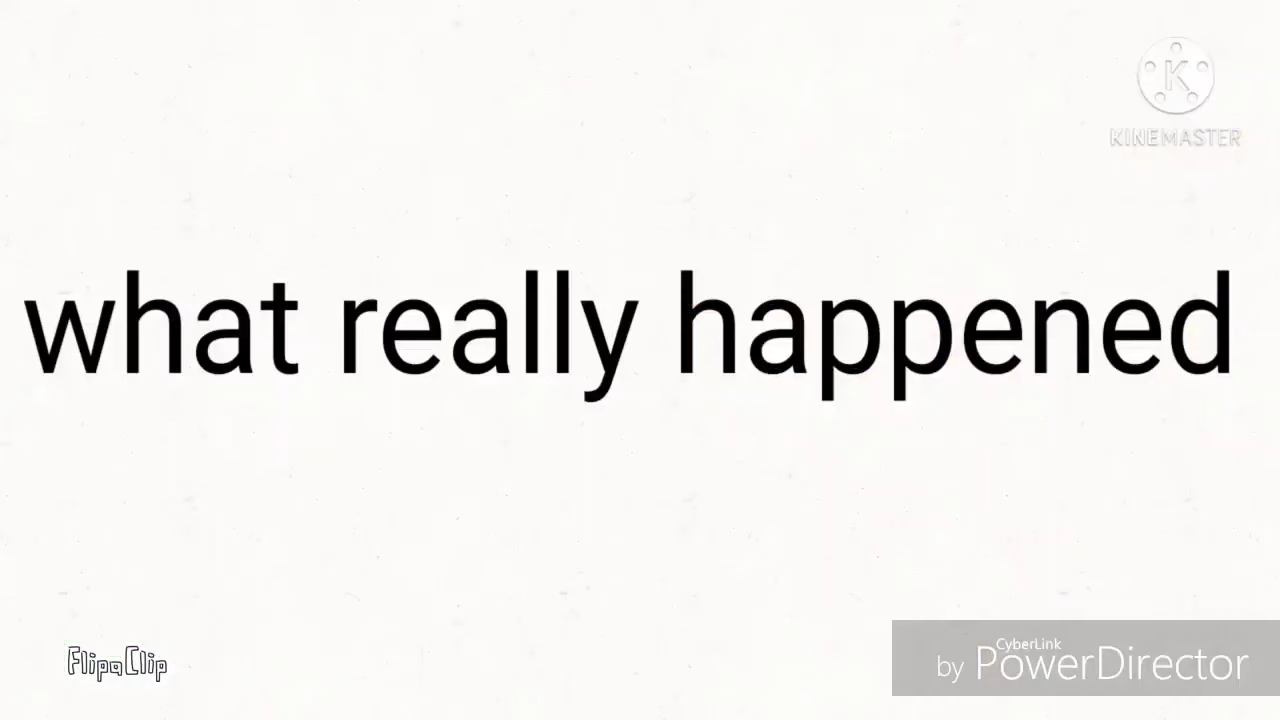 K
KINEMASTER
what really happened
FlipaClip
CyberLink
by PowerDirector